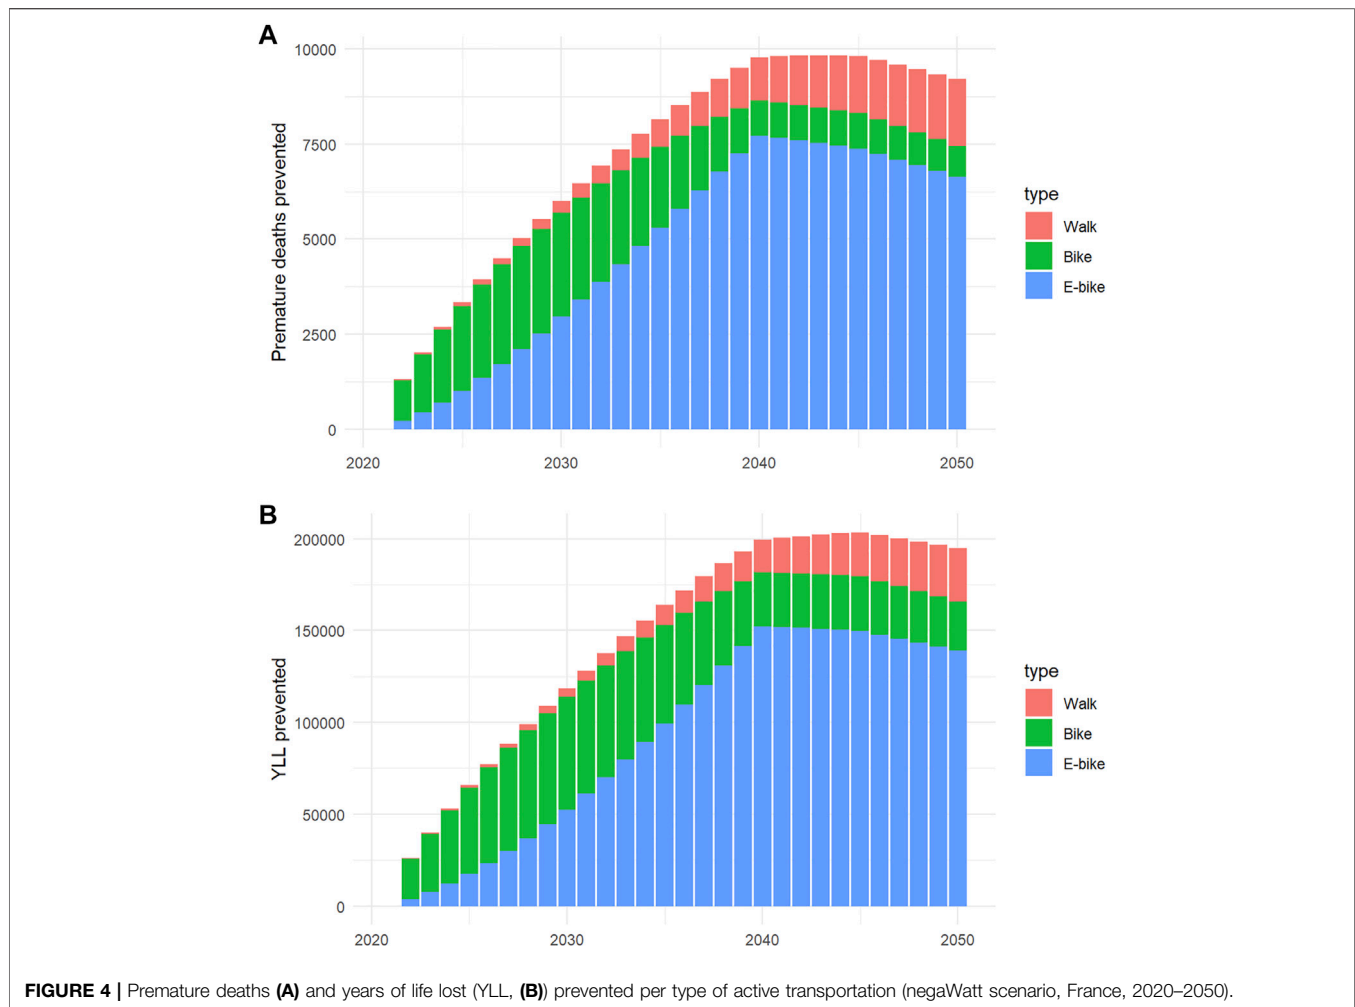 A
10000
7500
5000
2500
0
Premature deaths prevented
2020 2030 2040 2050
type
Walk
Bike
E-bike
B
200000
150000
100000
50000
0
YLL prevented
2020 2030 2040 2050
type
Walk
Bike
E-bike
FIGURE 4 | Premature deaths (A) and years of life lost (YLL, (B)) prevented per type of active transportation (negaWatt scenario, France, 2020–2050).